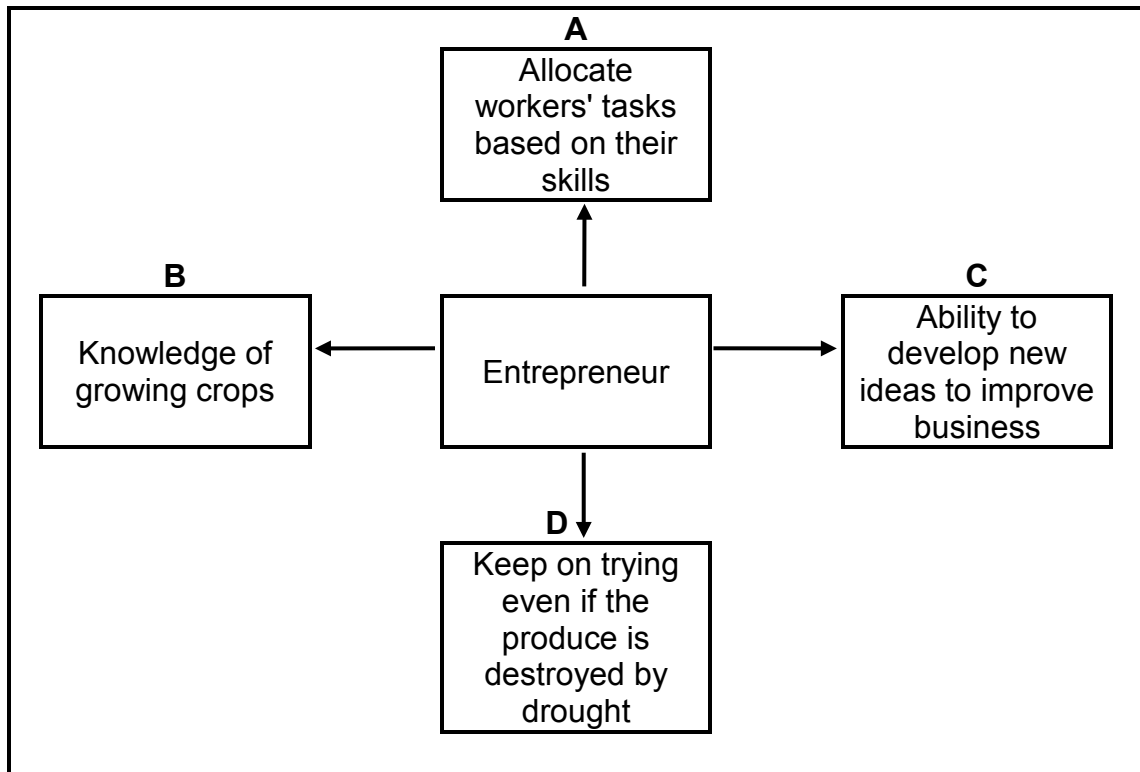 A
Allocate
workers' tasks
based on their
skills
B
Knowledge of
growing crops
Entrepreneur
C
Ability to
develop new
ideas to improve
business
D
Keep on trying
even if the
produce is
destroyed by
drought